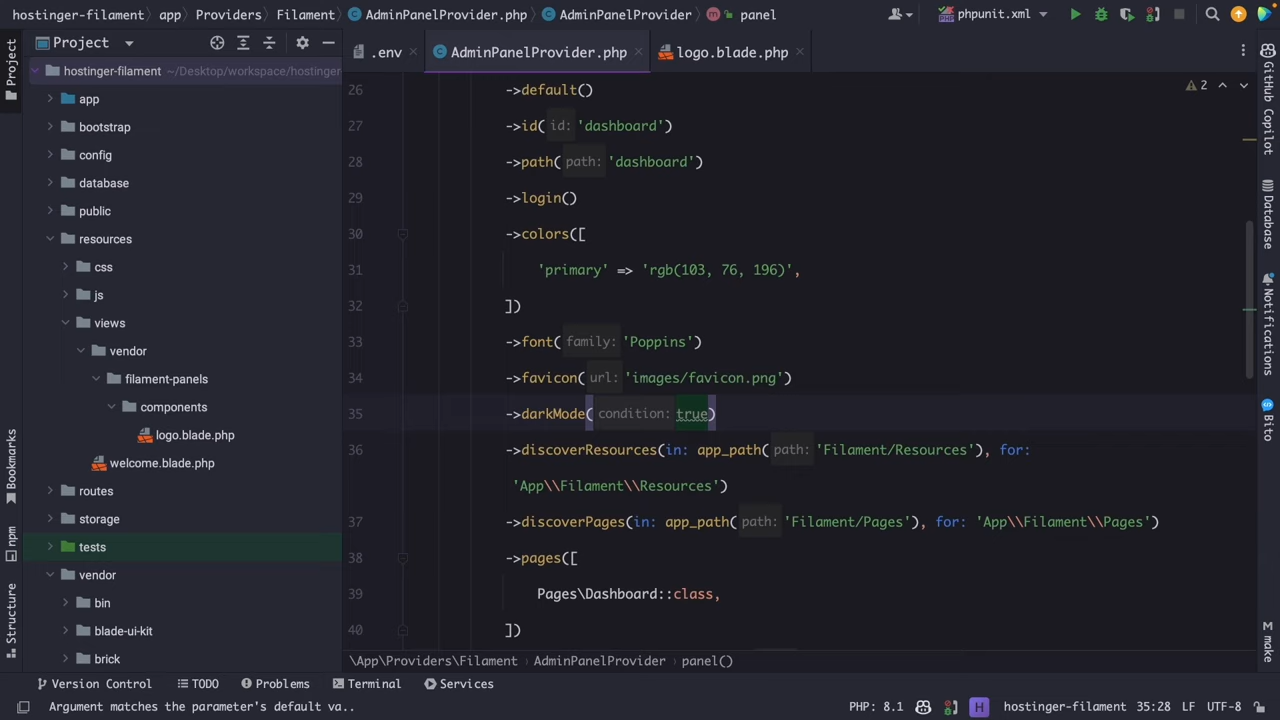 hostinger-filament › app › Providers › Filament › AdminPanelProvider.php › AdminPanelProvider › panel
phpunit.xml
Project
.env
AdminPanelProvider.php
logo.blade.php
hostinger-filament ~/Desktop/workspace/hostinger
app
bootstrap
config
database
public
resources
css
js
views
vendor
filament-panels
components
logo.blade.php
welcome.blade.php
routes
storage
tests
vendor
bin
blade-ui-kit
brick
2
26 ->default()
27 ->id( id: 'dashboard')
28 ->path( path: 'dashboard')
29 ->login()
30 ->colors([
31 'primary' => 'rgb(103, 76, 196)',
32 ])
33 ->font( family: 'Poppins')
34 ->favicon( url: 'images/favicon.png')
35 ->darkMode( condition: true)
36 ->discoverResources(in: app_path( path: 'Filament/Resources'), for:
'App\\Filament\\Resources')
37 ->discoverPages(in: app_path( path: 'Filament/Pages'), for: 'App\\Filament\\Pages')
38 ->pages([
39 Pages\Dashboard::class,
40 ])
\App\Providers\Filament › AdminPanelProvider › panel()
Project
Bookmarks
npm
Structure
GitHub Copilot
Database
Notifications
Bito
make
Version Control
TODO
Problems
Terminal
Services
Argument matches the parameter's default va..
PHP: 8.1
H
hostinger-filament
35:28
LF
UTF-8